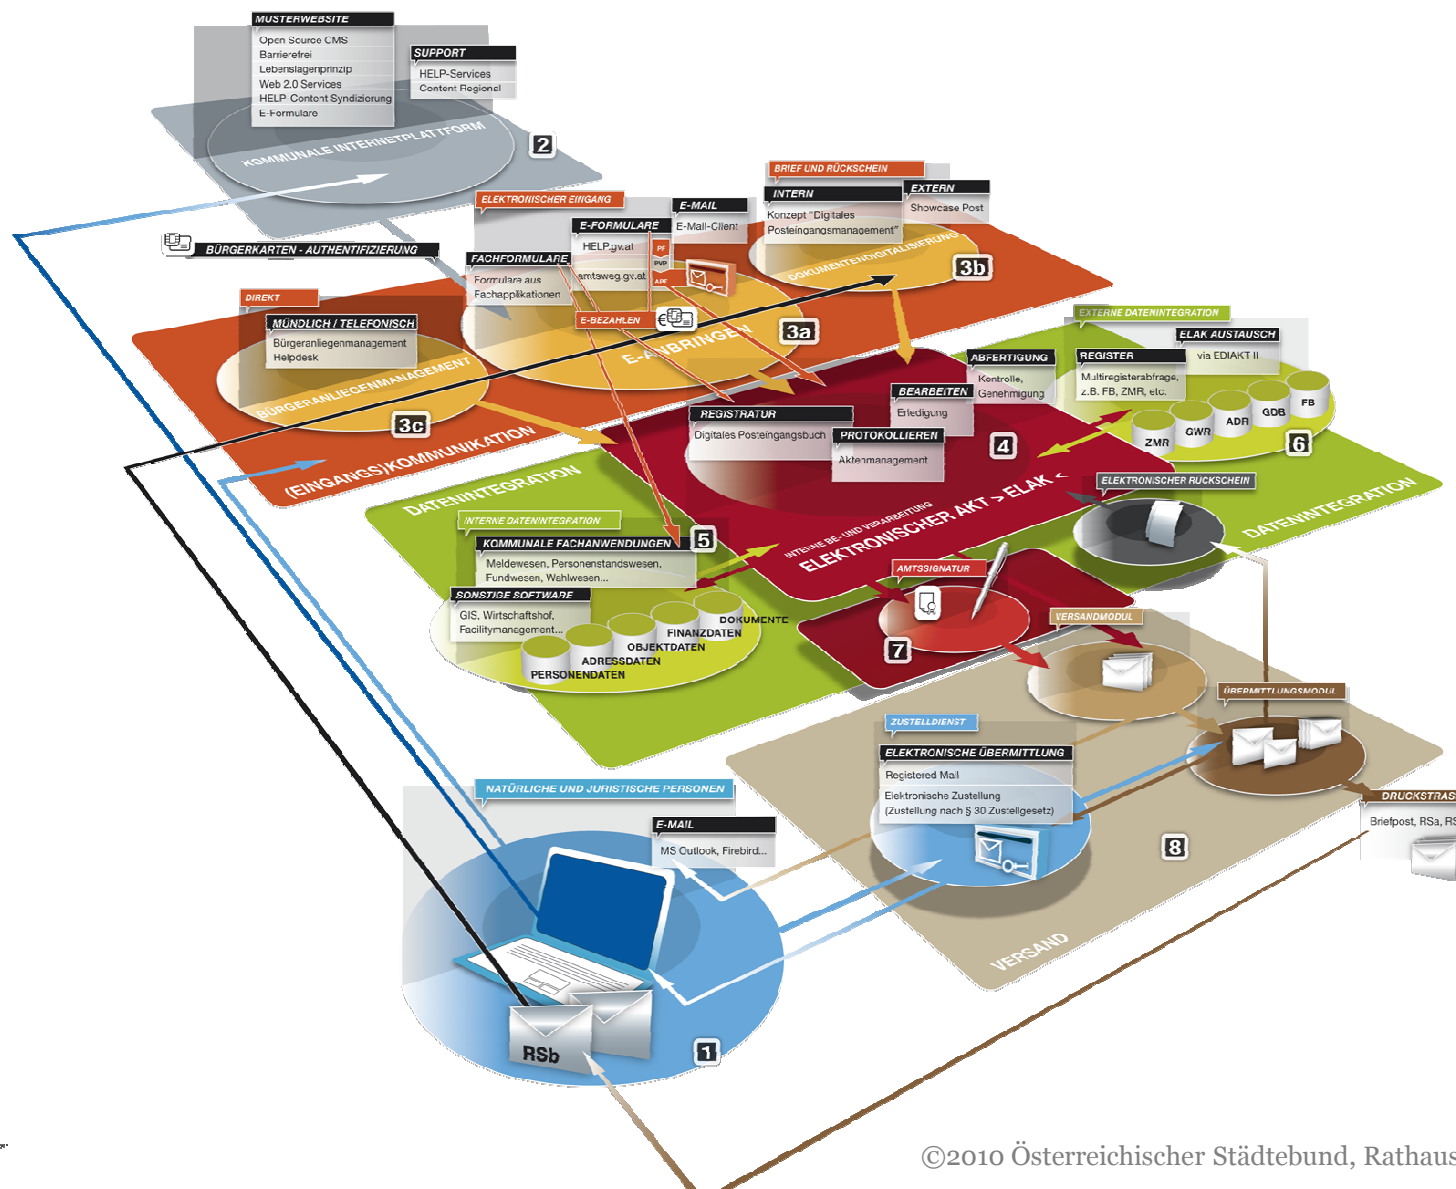 MUSTERWEBSITE
Open Source CMS
Barrierefrei
Lebenslagenprinzip
Web 2.0 Services
HELP-Content Syndizierung
E-Formulare
SUPPORT
HELP-Services
Content Regional
KOMMUNALE INTERNETPLATTFORM
2
BÜRGERKARTEN - AUTHENTIFIZIERUNG
ELEKTRONISCHER EINGANG
E-MAIL
E-Mail-Client
E-FORMULARE
HELP.gv.at
amtsweg.gv.at
PF
PVP
APF
FACHFORMULARE
Formulare aus
Fachapplikationen
E-BEZAHLEN
€
E-ANBRINGEN
3a
BRIEF UND RÜCKSCHEIN
INTERN
Konzept "Digitales
Posteingangsmanagement"
EXTERN
Showcase Post
DOKUMENTENDIGITALISIERUNG
3b
DIREKT
MÜNDLICH / TELEFONISCH
Bürgeranliegenmanagement
Helpdesk
BÜRGERANLIEGENMANAGEMENT
3c
(EINGANGS)KOMMUNIKATION
EXTERNE DATENINTEGRATION
ELAK AUSTAUSCH
via EDIAKT II
REGISTER
Multiregisterabfrage,
z.B. FB, ZMR, etc.
ZMR
GWR
ADR
GDB
FB
6
DATENINTEGRATION
ABFERTIGUNG
Kontrolle,
Genehmigung
BEARBEITEN
Erledigung
REGISTRATUR
Digitales Posteingangsbuch
PROTOKOLLIEREN
Aktenmanagement
4
INTERNE BE- UND VERARBEITUNG
ELEKTRONISCHER AKT > ELAK <
ELEKTRONISCHER RÜCKSCHEIN
DATENINTEGRATION
INTERNE DATENINTEGRATION
KOMMUNALE FACHANWENDUNGEN
Meldewesen, Personenstandswesen,
Fundwesen, Wahlwesen...
5
SONSTIGE SOFTWARE
GIS, Wirtschaftshof,
Facilitymanagement...
DOKUMENTE
FINANZDATEN
OBJEKTDATEN
ADRESSDATEN
PERSONENDATEN
AMTSSIGNATUR
7
VERSANDMODUL
ÜBERMITTLUNGSMODUL
ZUSTELLDIENST
ELEKTRONISCHE ÜBERMITTLUNG
Registered Mail
Elektronische Zustellung
(Zustellung nach § 30 Zustellgesetz)
DRUCKSTRASS
Briefpost, RSa, RS
8
VERSAND
NATÜRLICHE UND JURISTISCHE PERSONEN
E-MAIL
MS Outlook, Firebird...
RSb
1
©2010 Österreichischer Städtebund, Rathaus